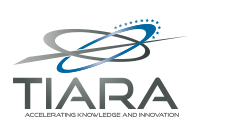 TIARA
ACCELERATING KNOWLEDGE AND INNOVATION